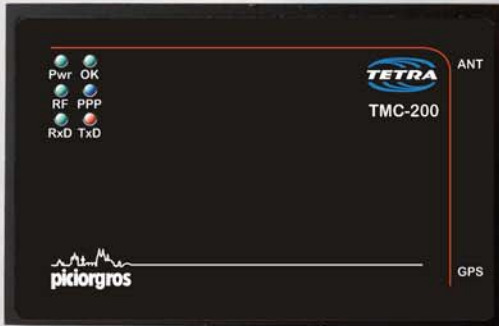 Pwr OK
RF PPP
RxD TxD
TETRA
TMC-200
ANT
piciorgros
GPS